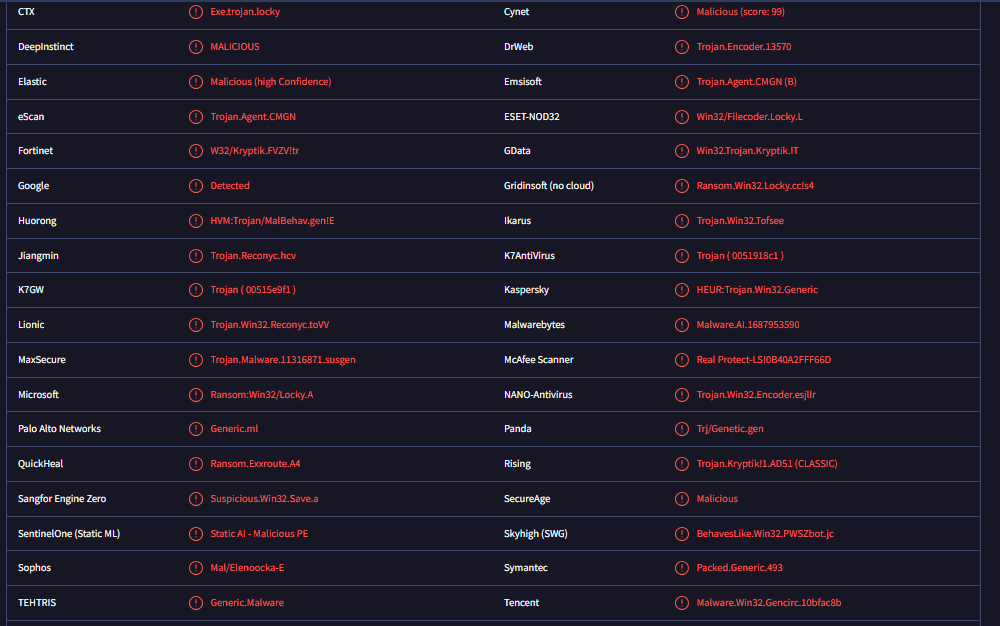 CTX Exe.trojan.locky Cynet Malicious (score: 99)
DeepInstinct MALICIOUS DrWeb Trojan.Encoder.13570
Elastic Malicious (high Confidence) Emsisoft Trojan.Agent.CMGN (B)
eScan Trojan.Agent.CMGN ESET-NOD32 Win32/Filecoder.Locky.L
Fortinet W32/Kryptik.FVZV!tr GData Win32.Trojan.Kryptik.IT
Google Detected Gridinsoft (no cloud) Ransom.Win32.Locky.cc!s4
Huorong HVM:Trojan/MalBehav.gen!E Ikarus Trojan.Win32.Tofsee
Jiangmin Trojan.Reconyc.hcv K7AntiVirus Trojan ( 0051918c1 )
K7GW Trojan ( 00515e9f1 ) Kaspersky HEUR:Trojan.Win32.Generic
Lionic Trojan.Win32.Reconyc.toVV Malwarebytes Malware.AI.1687953590
MaxSecure Trojan.Malware.11316871.susgen McAfee Scanner Real Protect-LS!0B40A2FFF66D
Microsoft Ransom:Win32/Locky.A NANO-Antivirus Trojan.Win32.Encoder.esjllr
Palo Alto Networks Generic.ml Panda Trj/Genetic.gen
QuickHeal Ransom.Exxroute.A4 Rising Trojan.Kryptik!1.AD51 (CLASSIC)
Sangfor Engine Zero Suspicious.Win32.Save.a SecureAge Malicious
SentinelOne (Static ML) Static AI - Malicious PE Skyhigh (SWG) BehavesLike.Win32.PWSZbot.jc
Sophos Mal/Elenoocka-E Symantec Packed.Generic.493
TEHTRIS Generic.Malware Tencent Malware.Win32.Gencirc.10bfac8b